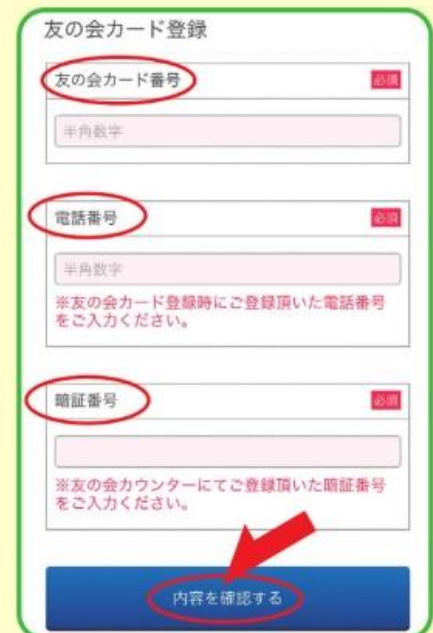 友の会カード登録
友の会カード番号 必須
半角数字
電話番号 必須
半角数字
※友の会カード登録時にご登録頂いた電話番号
をご入力ください。
暗証番号 必須
※友の会カウンターにてご登録頂いた暗証番号
をご入力ください。
内容を確認する